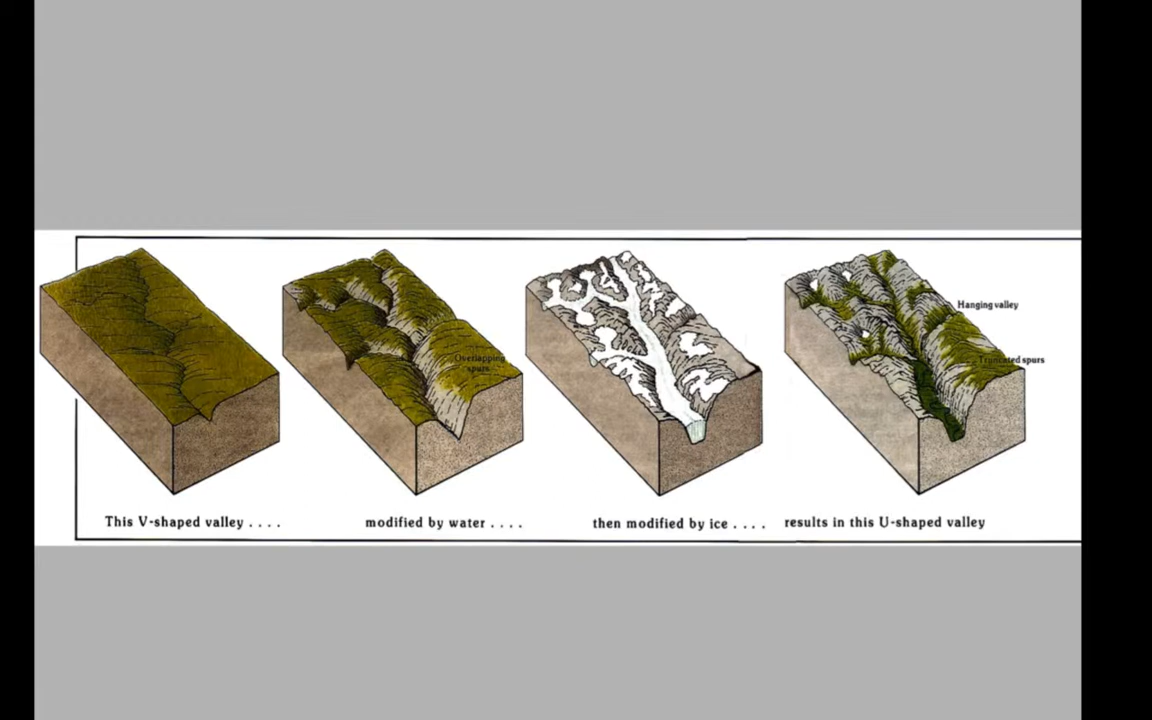 Hanging valley
Overlapping
spurs
Truncated spurs
This V-shaped valley . . . .
modified by water . . . .
then modified by ice . . . .
results in this U-shaped valley